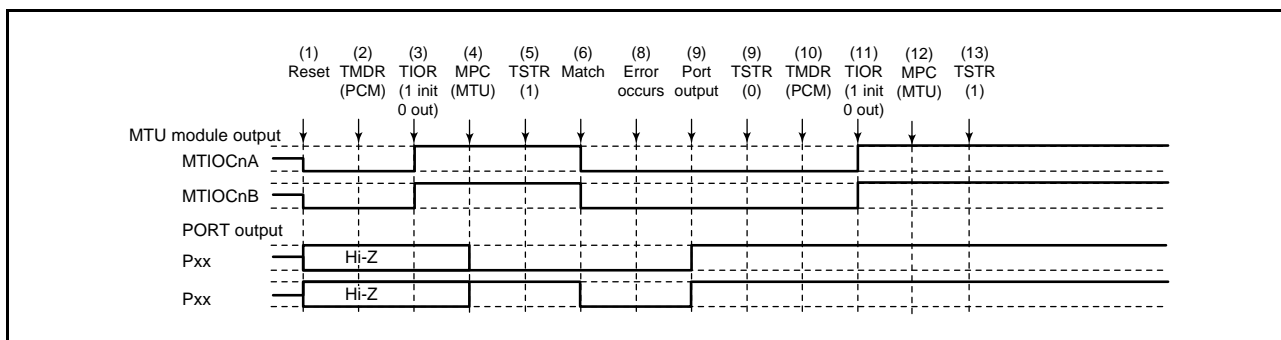 (1) (2) (3) (4) (5) (6) (8) (9) (9) (10) (11) (12) (13)
Reset TMDR TIOR MPC TSTR Match Error Port TSTR TMDR TIOR MPC TSTR
(PCM) (1 init (MTU) (1) occurs output (0) (PCM) (1 init (MTU) (1)
0 out) 0 out)
MTU module output
MTIOCnA
MTIOCnB
PORT output
Pxx Hi-Z
Pxx Hi-Z